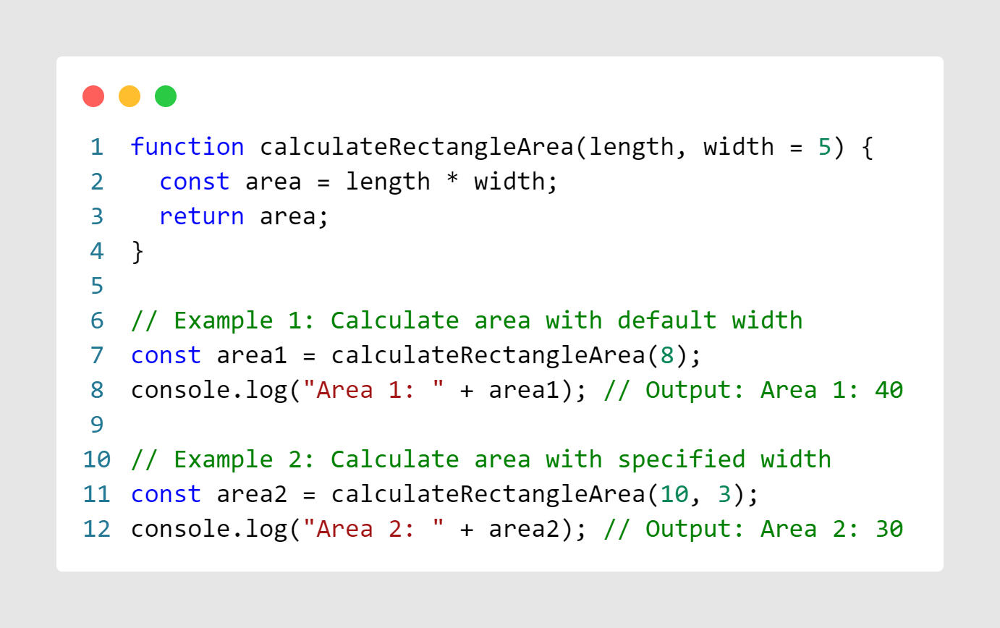 1 function calculateRectangleArea(length, width = 5) {
2   const area = length * width;
3   return area;
4 }
5
6 // Example 1: Calculate area with default width
7 const area1 = calculateRectangleArea(8);
8 console.log("Area 1: " + area1); // Output: Area 1: 40
9
10 // Example 2: Calculate area with specified width
11 const area2 = calculateRectangleArea(10, 3);
12 console.log("Area 2: " + area2); // Output: Area 2: 30